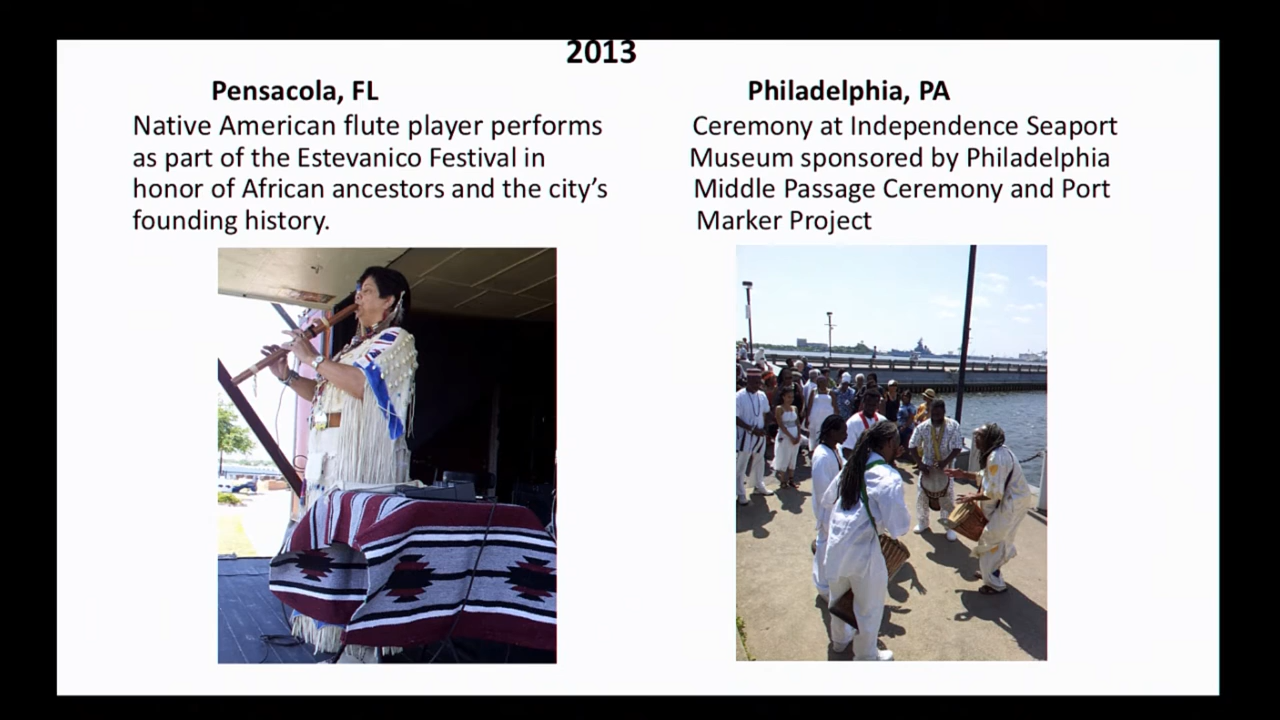 2013
Pensacola, FL
Native American flute player performs
as part of the Estevanico Festival in
honor of African ancestors and the city’s
founding history.
Philadelphia, PA
Ceremony at Independence Seaport
Museum sponsored by Philadelphia
Middle Passage Ceremony and Port
Marker Project